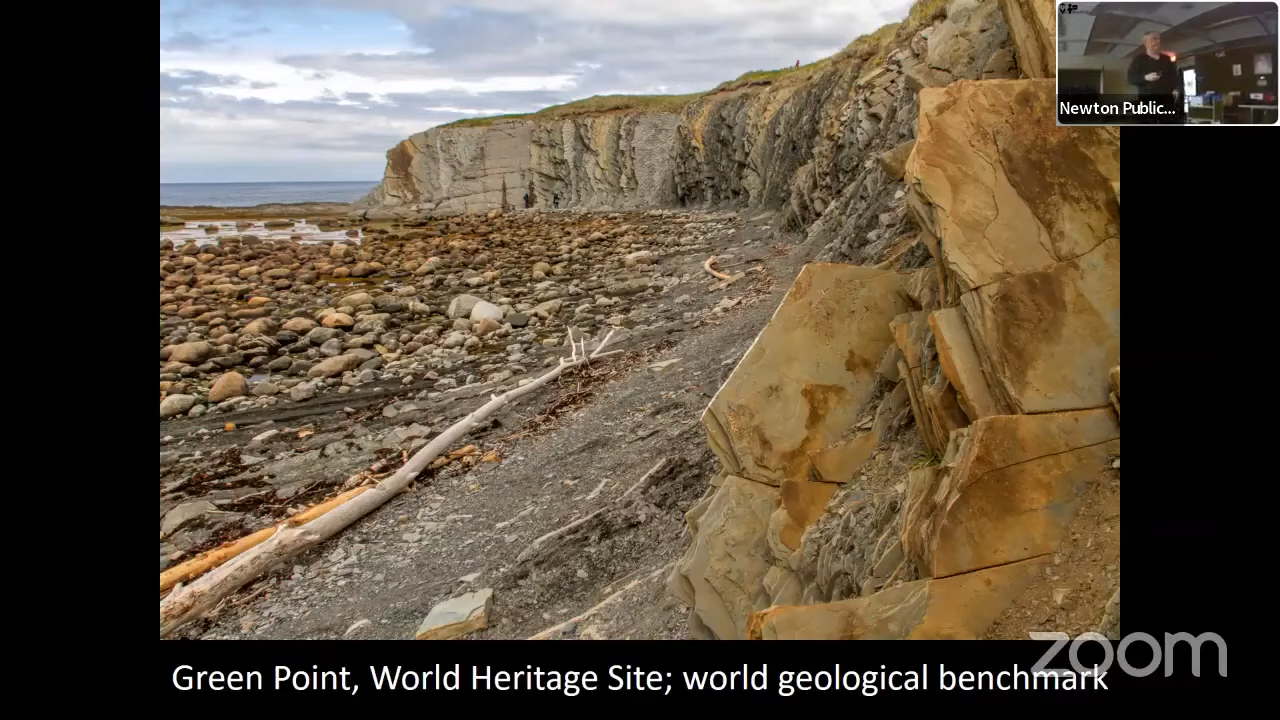 Newton Public...
zoom
Green Point, World Heritage Site; world geological benchmark